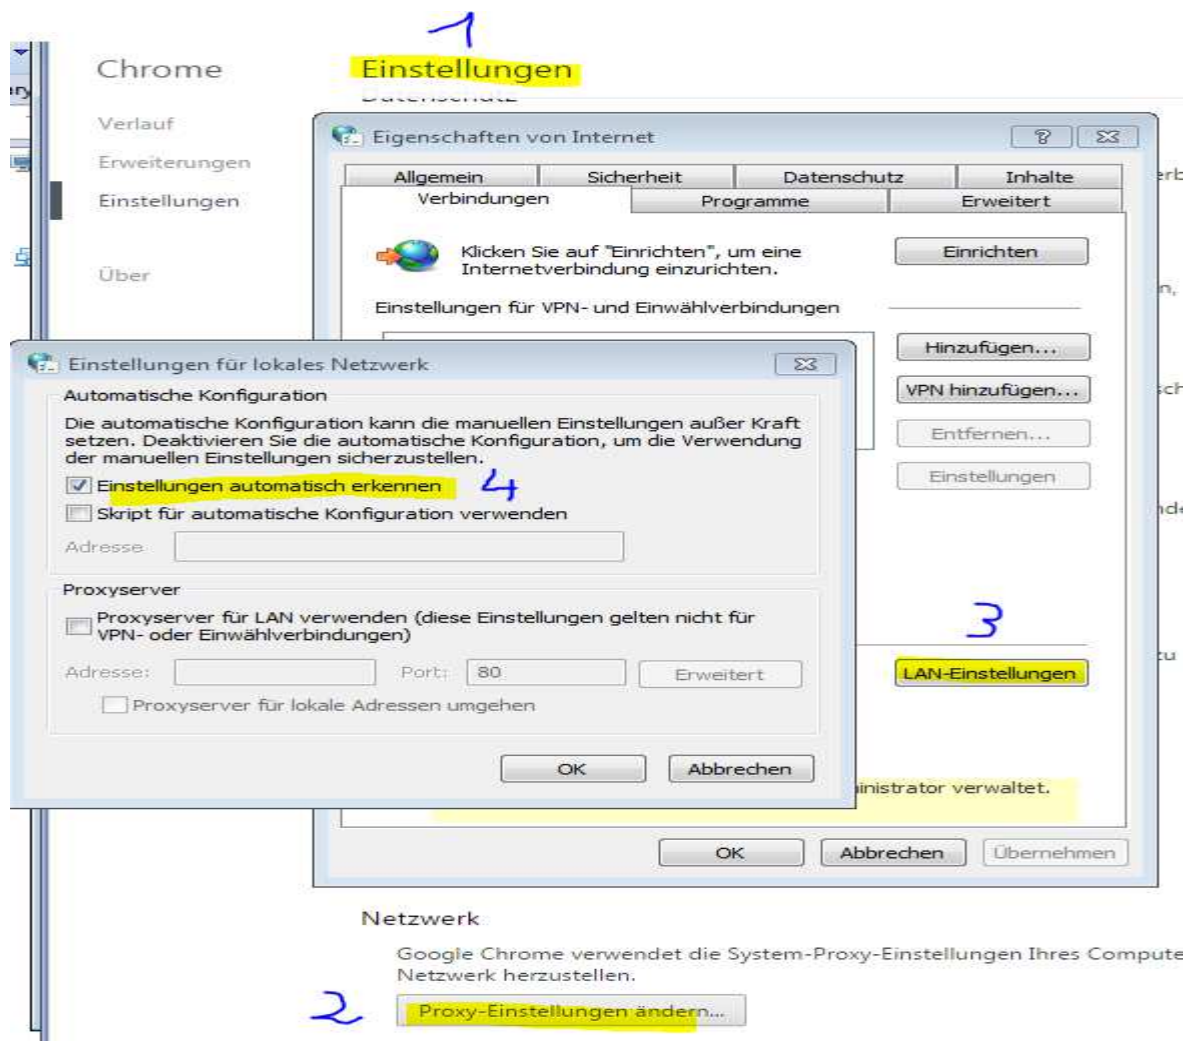 1
Chrome
Einstellungen
Verlauf
Erweiterungen
Einstellungen
Über
Eigenschaften von Internet
Allgemein
Sicherheit
Datenschutz
Inhalte
Verbindungen
Programme
Erweitert
Klicken Sie auf "Einrichten", um eine
Internetverbindung einzurichten.
Einrichten
Einstellungen für VPN- und Einwählverbindungen
Hinzufügen...
VPN hinzufügen...
Entfernen...
Einstellungen
Einstellungen für lokales Netzwerk
Automatische Konfiguration
Die automatische Konfiguration kann die manuellen Einstellungen außer Kraft
setzen. Deaktivieren Sie die automatische Konfiguration, um die Verwendung
der manuellen Einstellungen sicherzustellen.
Einstellungen automatisch erkennen
4
Skript für automatische Konfiguration verwenden
Adresse
Proxyserver
Proxyserver für LAN verwenden (diese Einstellungen gelten nicht für
VPN- oder Einwählverbindungen)
Adresse:
Port:
80
Erweitert
Proxyserver für lokale Adressen umgehen
OK
Abbrechen
3
LAN-Einstellungen
inistrator verwaltet.
OK
Abbrechen
Übernehmen
Netzwerk
Google Chrome verwendet die System-Proxy-Einstellungen Ihres Compute
Netzwerk herzustellen.
2
Proxy-Einstellungen ändern...